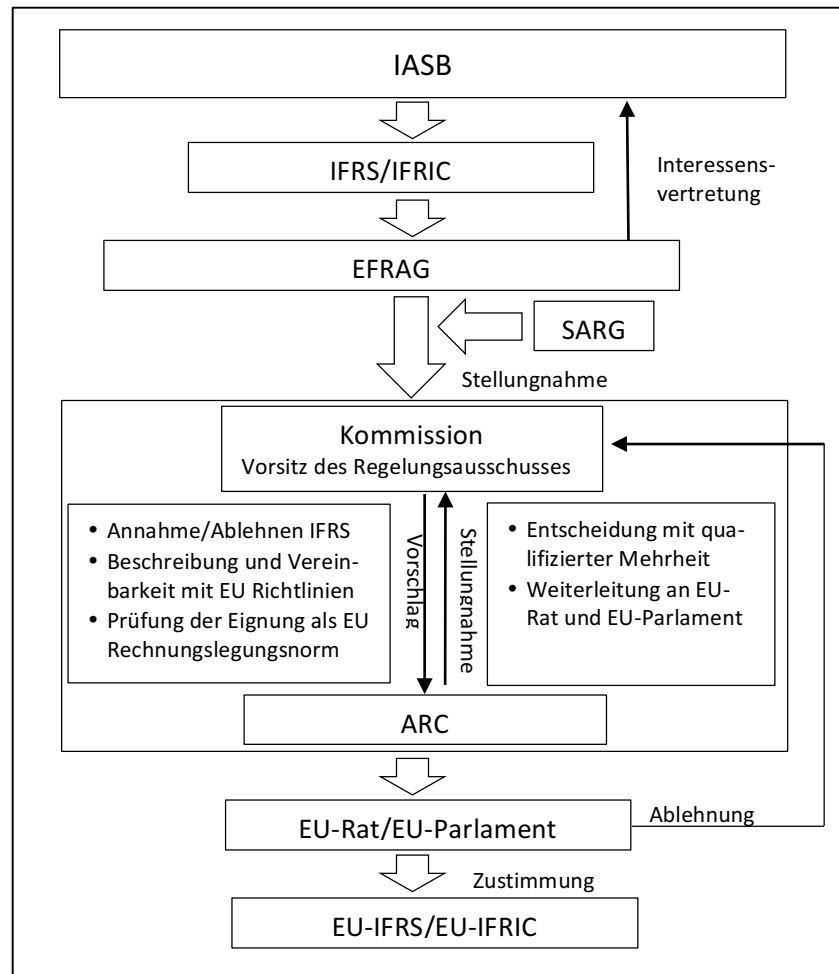 IASB
IFRS/IFRIC
Interessens-
vertretung
EFRAG
SARG
Stellungnahme
Kommission
Vorsitz des Regelungsausschusses
• Annahme/Ablehnen IFRS
• Beschreibung und Verein-
barkeit mit EU Richtlinien
• Prüfung der Eignung als EU
Rechnungslegungsnorm
Vorschlag
Stellungnahme
• Entscheidung mit qua-
lifizierter Mehrheit
• Weiterleitung an EU-
Rat und EU-Parlament
ARC
EU-Rat/EU-Parlament
Ablehnung
Zustimmung
EU-IFRS/EU-IFRIC